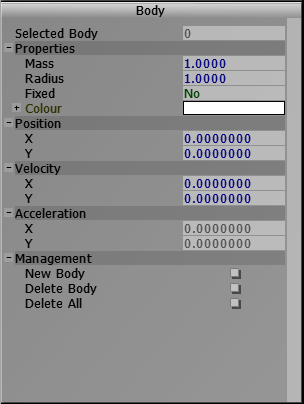 Body
Selected Body 0
- Properties
Mass 1.0000
Radius 1.0000
Fixed No
+ Colour
- Position
X 0.0000000
Y 0.0000000
- Velocity
X 0.0000000
Y 0.0000000
- Acceleration
X 0.0000000
Y 0.0000000
- Management
New Body
Delete Body
Delete All